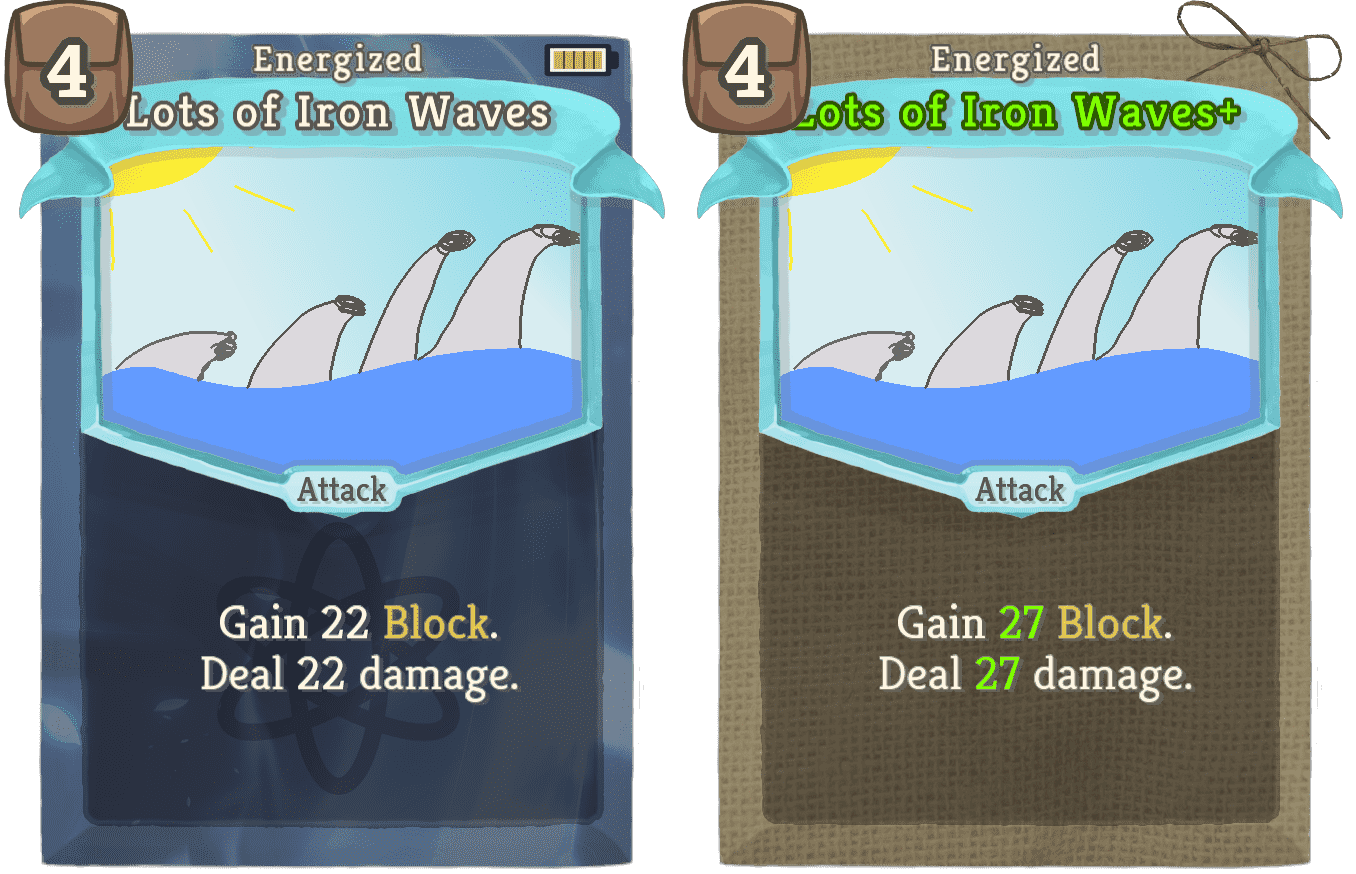 4
Energized
Lots of Iron Waves
Attack
Gain 22 Block.
Deal 22 damage.
4
Energized
Lots of Iron Waves+
Attack
Gain 27 Block.
Deal 27 damage.